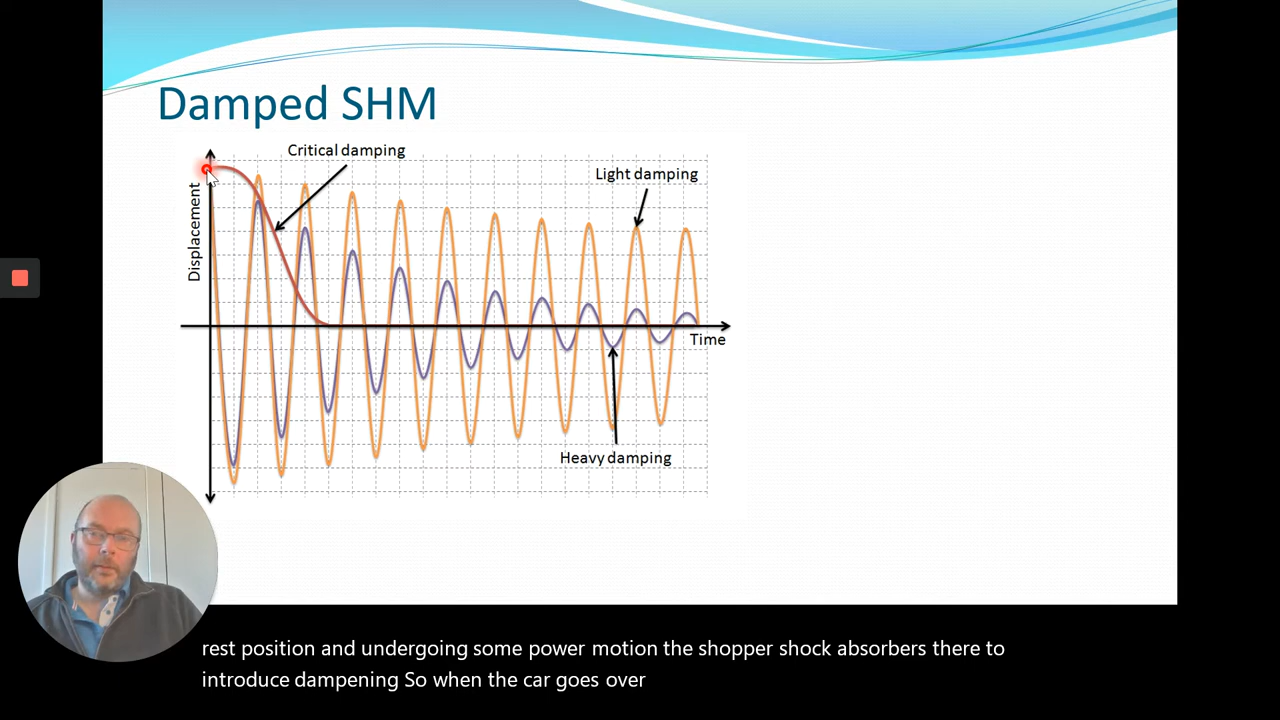 Damped SHM
Critical damping
Light damping
Displacement
Time
Heavy damping
rest position and undergoing some power motion the shopper shock absorbers there to
introduce dampening So when the car goes over